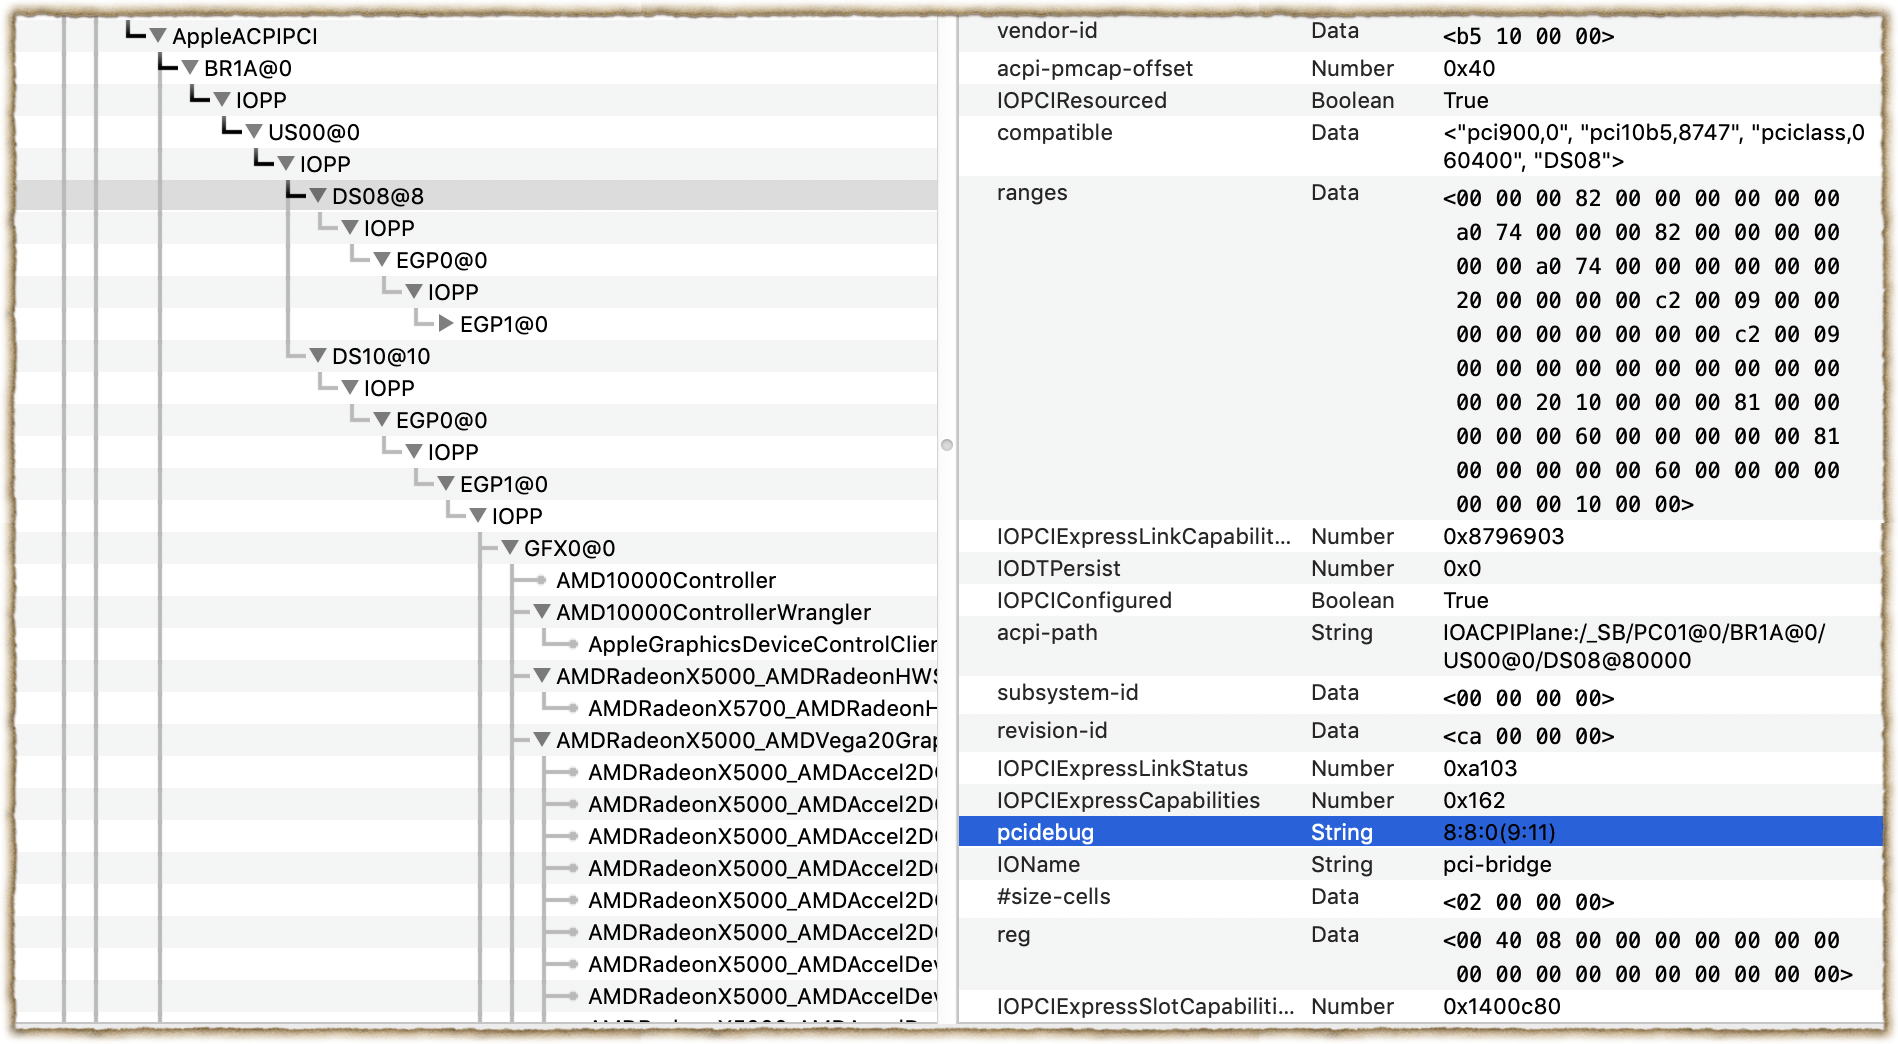 AppleACPIPCI
BR1A@0
IOPP
US00@0
IOPP
DS08@8
IOPP
EGP0@0
IOPP
EGP1@0
DS10@10
IOPP
EGP0@0
IOPP
EGP1@0
IOPP
GFX0@0
AMD10000Controller
AMD10000ControllerWrangler
AppleGraphicsDeviceControlClien
AMDRadeonX5000_AMDRadeonHWS
AMDRadeonX5700_AMDRadeonH
AMDRadeonX5000_AMDVega20Grap
AMDRadeonX5000_AMDAccel2D
AMDRadeonX5000_AMDAccel2D
AMDRadeonX5000_AMDAccel2D
AMDRadeonX5000_AMDAccel2D
AMDRadeonX5000_AMDAccel2D
AMDRadeonX5000_AMDAccel2D
AMDRadeonX5000_AMDAccelDev
AMDRadeonX5000_AMDAccelDev
vendor-id Data <b5 10 00 00>
acpi-pmcap-offset Number 0x40
IOPCIResourced Boolean True
compatible Data <"pci900,0", "pci10b5,8747", "pciclass,0
60400", "DS08">
ranges Data <00 00 00 82 00 00 00 00 00 00
a0 74 00 00 00 82 00 00 00 00
00 00 a0 74 00 00 00 00 00 00
20 00 00 00 00 c2 00 09 00 00
00 00 00 00 00 00 00 c2 00 09
00 00 00 00 00 00 00 00 00 00
00 00 20 10 00 00 00 81 00 00
00 00 00 60 00 00 00 00 00 81
00 00 00 00 00 60 00 00 00 00
00 00 00 10 00 00>
IOPCIExpressLinkCapabilit... Number 0x8796903
IODTPersist Number 0x0
IOPCIConfigured Boolean True
acpi-path String IOACPIPlane:/_SB/PC01@0/BR1A@0/
US00@0/DS08@80000
subsystem-id Data <00 00 00 00>
revision-id Data <ca 00 00 00>
IOPCIExpressLinkStatus Number 0xa103
IOPCIExpressCapabilities Number 0x162
pcidebug String 8:8:0(9:11)
IOName String pci-bridge
#size-cells Data <02 00 00 00>
reg Data <00 40 08 00 00 00 00 00 00 00
00 00 00 00 00 00 00 00 00 00>
IOPCIExpressSlotCapabiliti... Number 0x1400c80